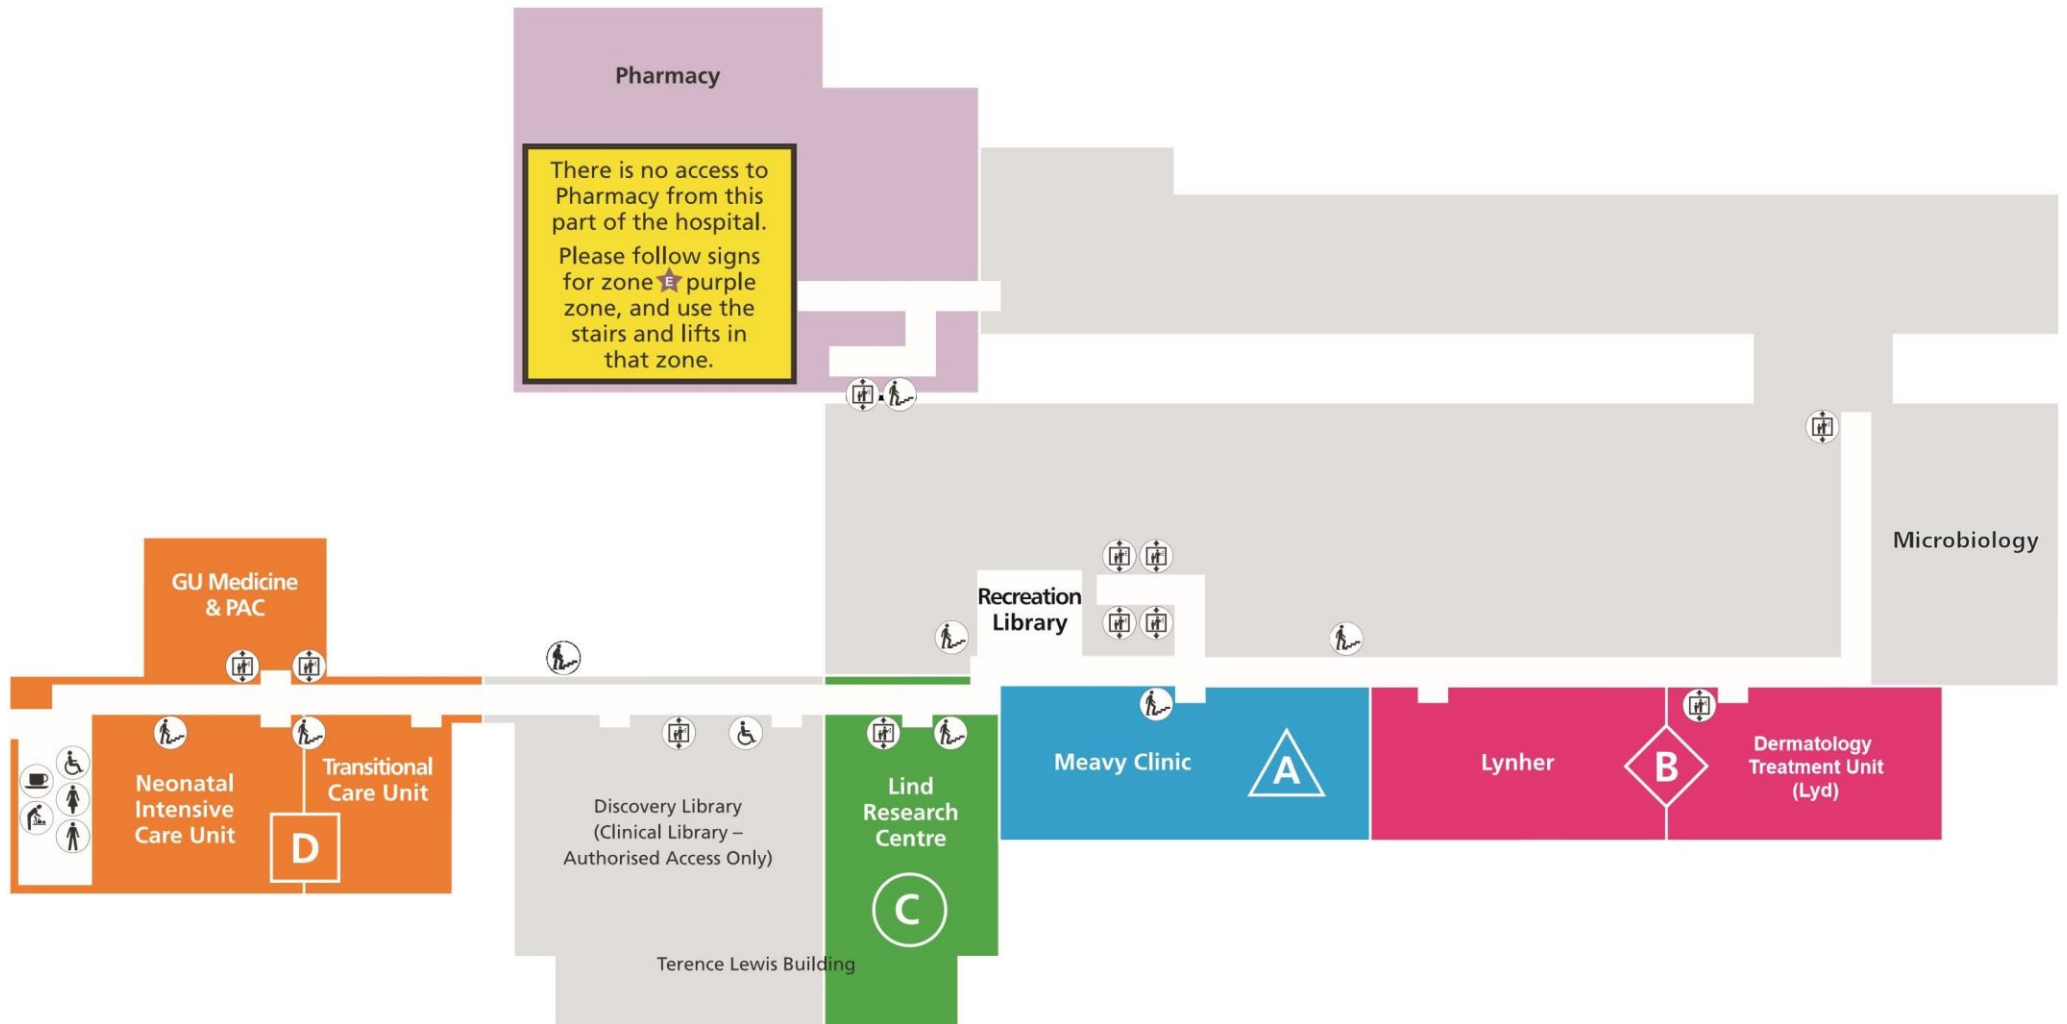 Pharmacy
There is no access to
Pharmacy from this
part of the hospital.
Please follow signs
for zone E purple
zone, and use the
stairs and lifts in
that zone.
Microbiology
GU Medicine
& PAC
Recreation
Library
Neonatal
Intensive
Care Unit
Transitional
Care Unit
D
Discovery Library
(Clinical Library –
Authorised Access Only)
Terence Lewis Building
Lind
Research
Centre
C
Meavy Clinic
A
Lynher
B
Dermatology
Treatment Unit
(Lyd)